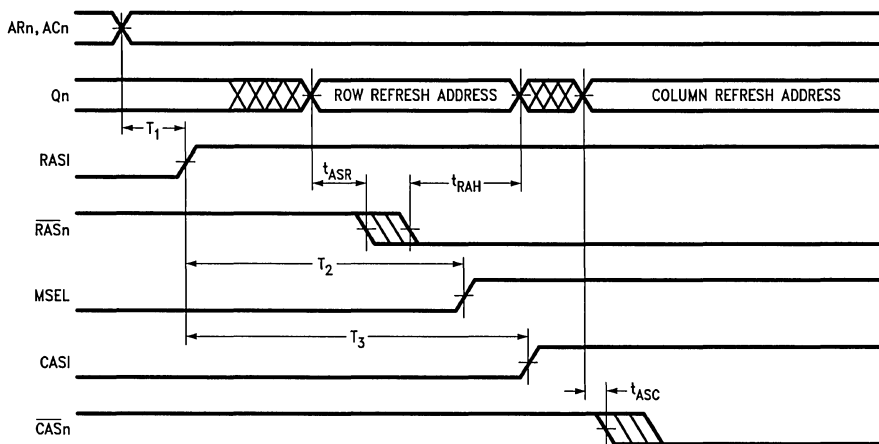 ARn, ACn
Qn
ROW REFRESH ADDRESS
COLUMN REFRESH ADDRESS
T1
RASI
tASR
tRAH
RASn
T2
MSEL
T3
CASI
tASC
CASn